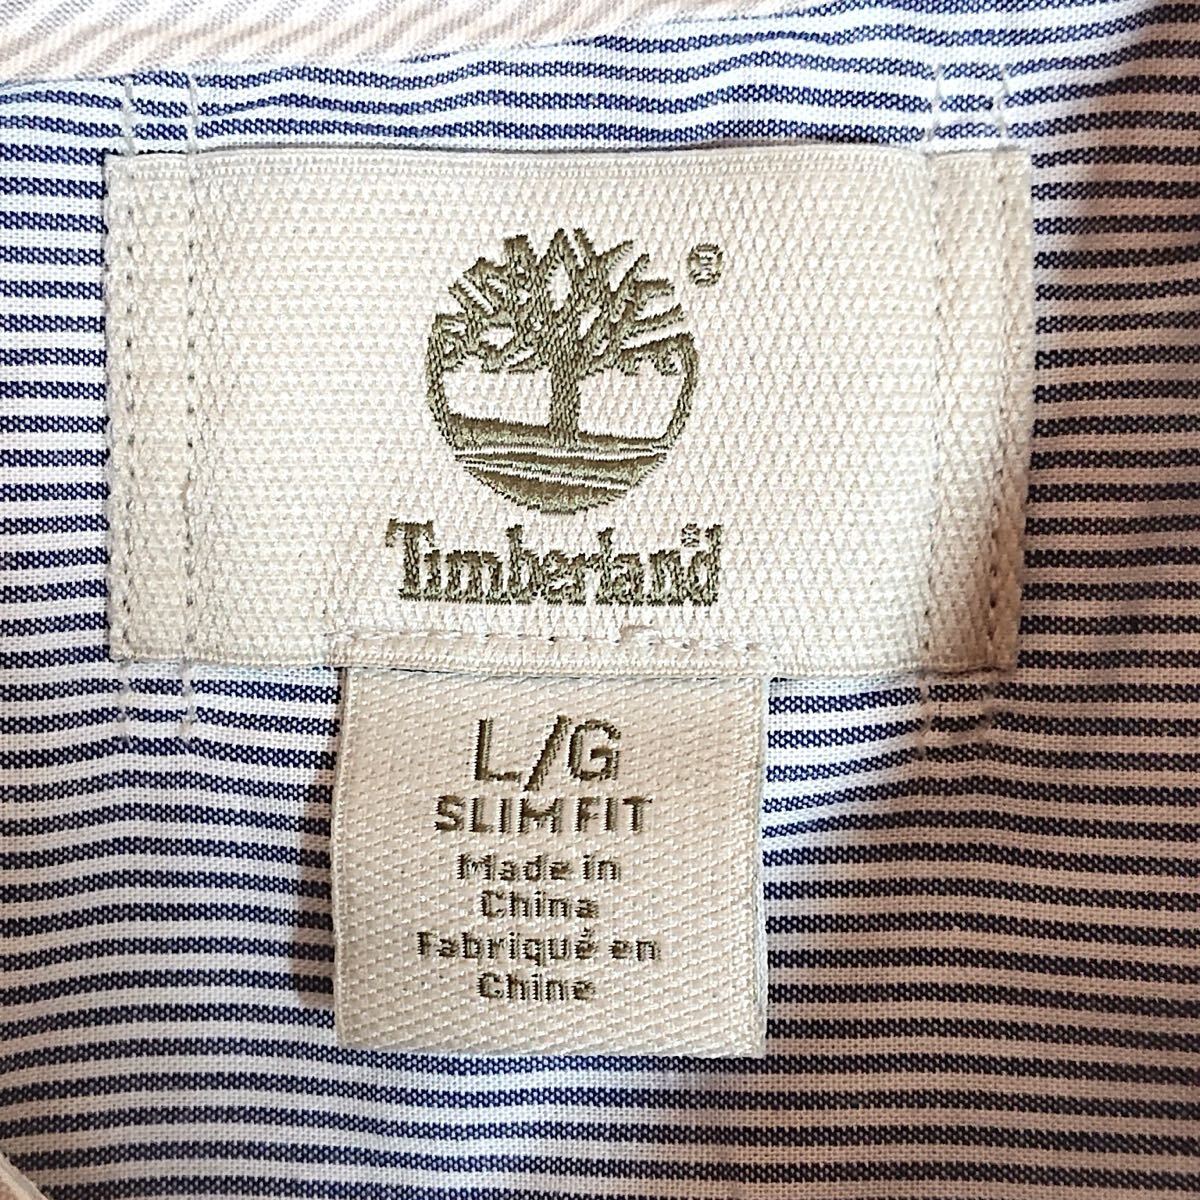 ®
Timberland®
L/G
SLIM FIT
Made in
China
Fabriqué en
Chine